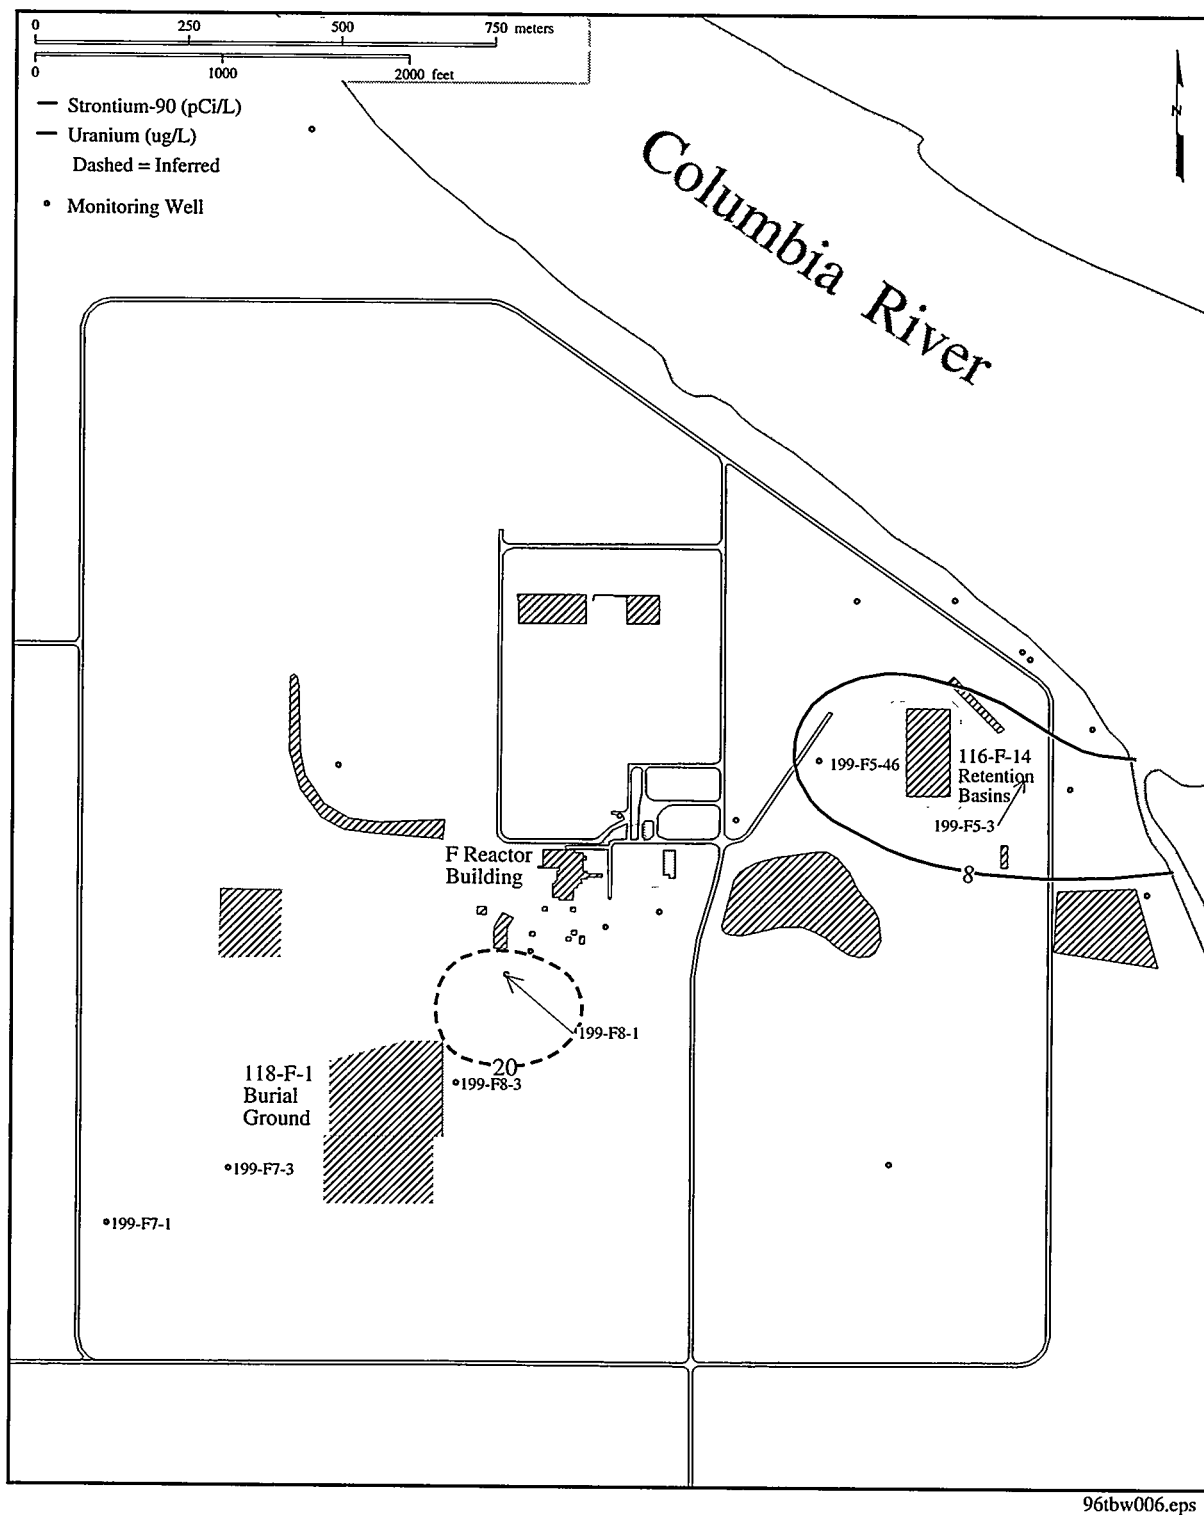 0 250 500 750 meters
0 1000 2000 feet
Strontium-90 (pCi/L)
Uranium (ug/L)
Dashed = Inferred
Monitoring Well
N
Columbia River
199-F5-46
116-F-14
Retention
Basins
199-F5-3
F Reactor
Building
8
199-F8-1
20
199-F8-3
118-F-1
Burial
Ground
199-F7-3
199-F7-1
96tbw006.eps